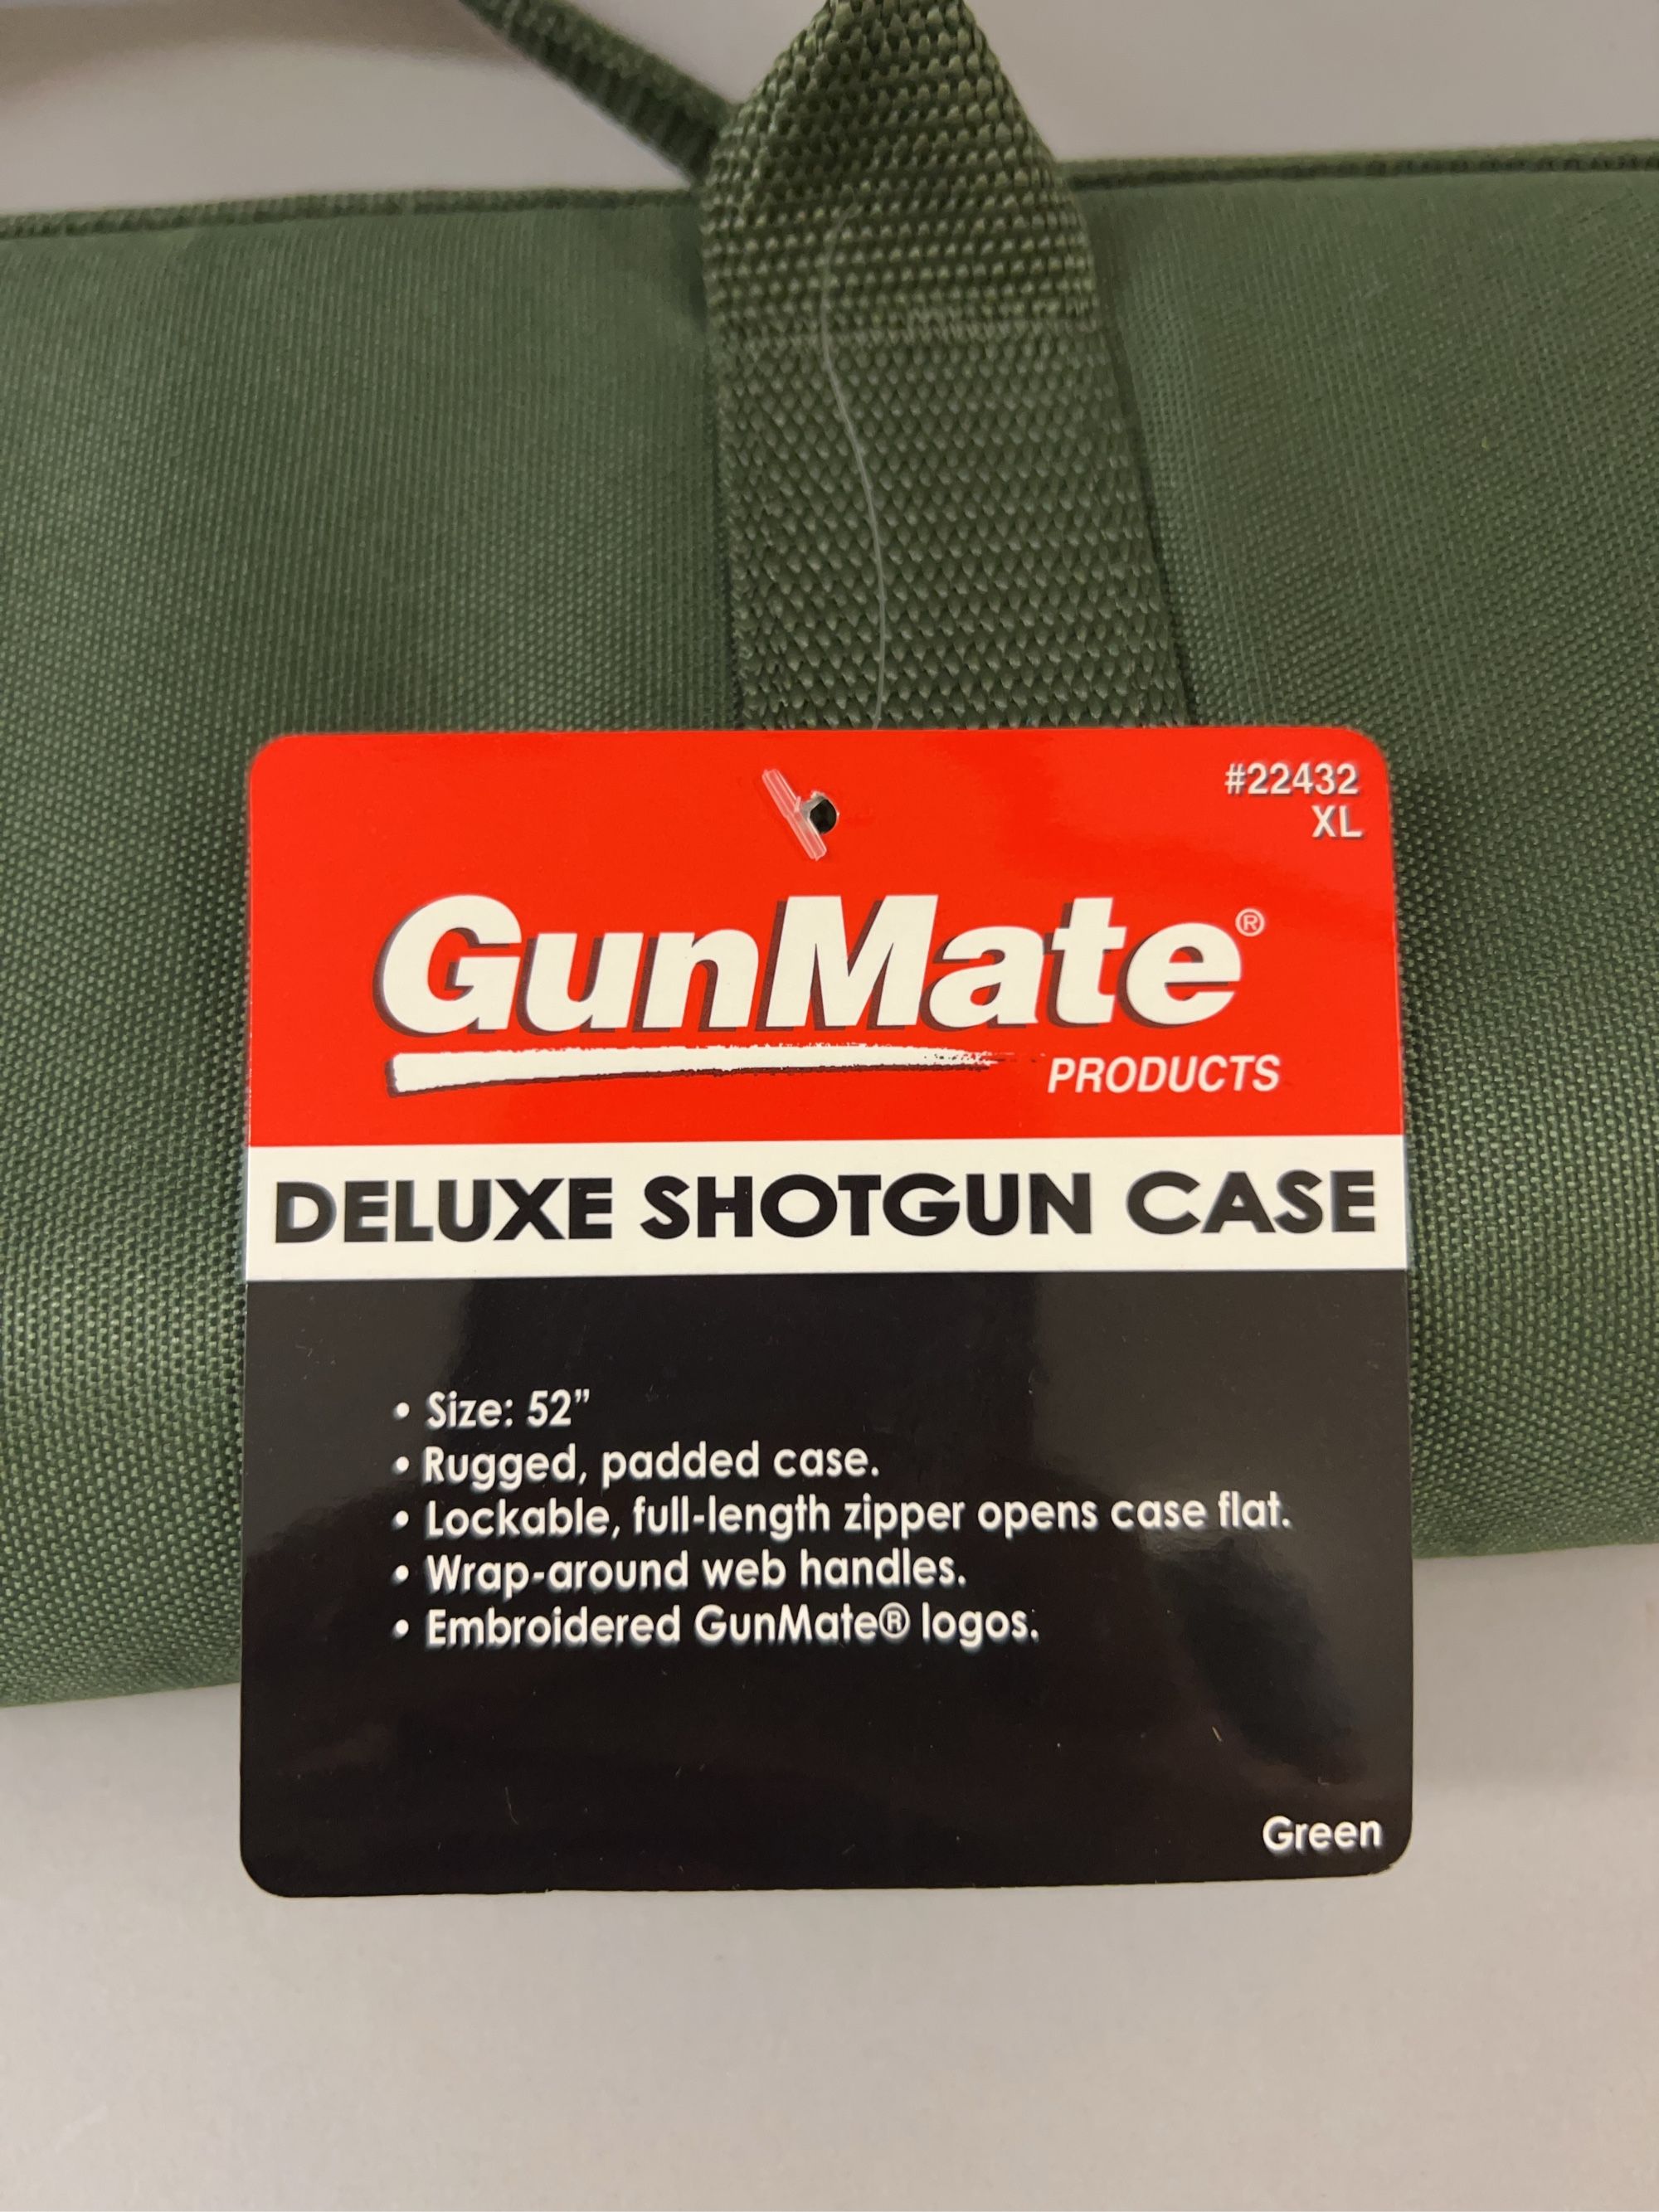 #22432
XL
GunMate®
PRODUCTS
DELUXE SHOTGUN CASE
• Size: 52”
• Rugged, padded case.
• Lockable, full-length zipper opens case flat.
• Wrap-around web handles.
• Embroidered GunMate® logos.
Green